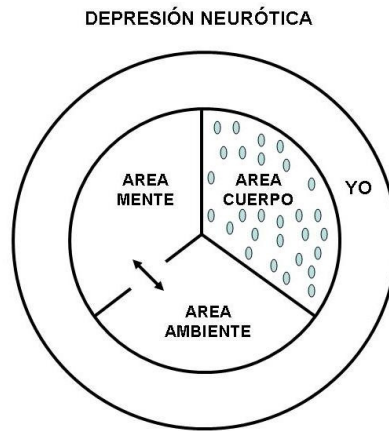 DEPRESIÓN NEURÓTICA
AREA
MENTE
AREA
CUERPO
YO
AREA
AMBIENTE